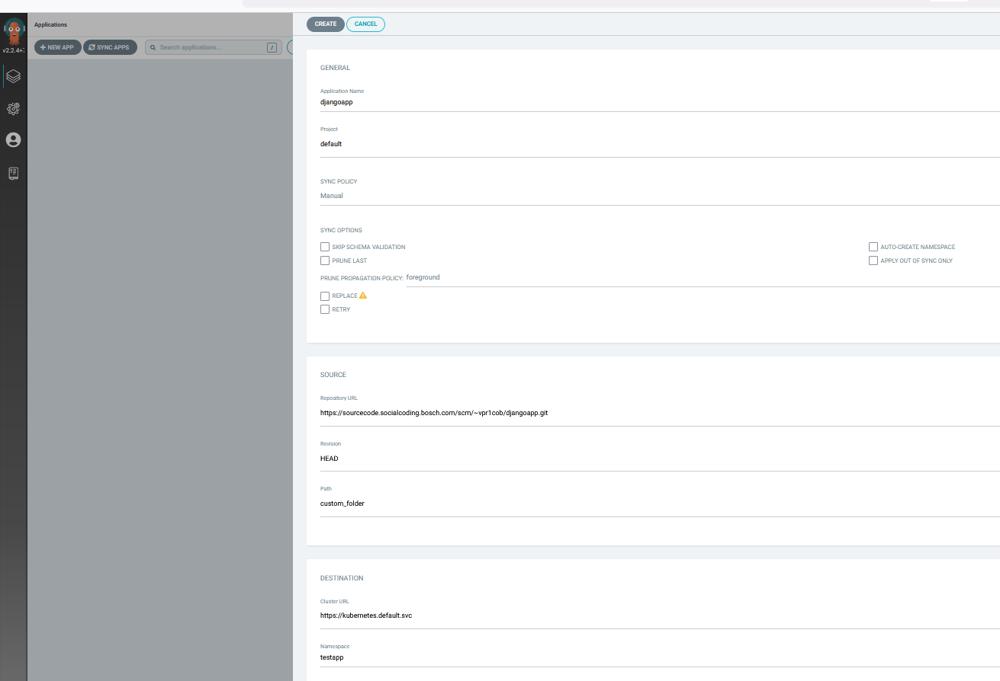 Applications
CREATE
CANCEL
v2.2.4+
NEW APP
SYNC APPS
Search applications...
/
GENERAL
Application Name
djangoapp
Project
default
SYNC POLICY
Manual
SYNC OPTIONS
SKIP SCHEMA VALIDATION
AUTO-CREATE NAMESPACE
PRUNE LAST
APPLY OUT OF SYNC ONLY
PRUNE PROPAGATION POLICY: foreground
REPLACE
RETRY
SOURCE
Repository URL
https://sourcecode.socialcoding.bosch.com/scm/~vpr1cob/djangoapp.git
Revision
HEAD
Path
custom_folder
DESTINATION
Cluster URL
https://kubernetes.default.svc
Namespace
testapp